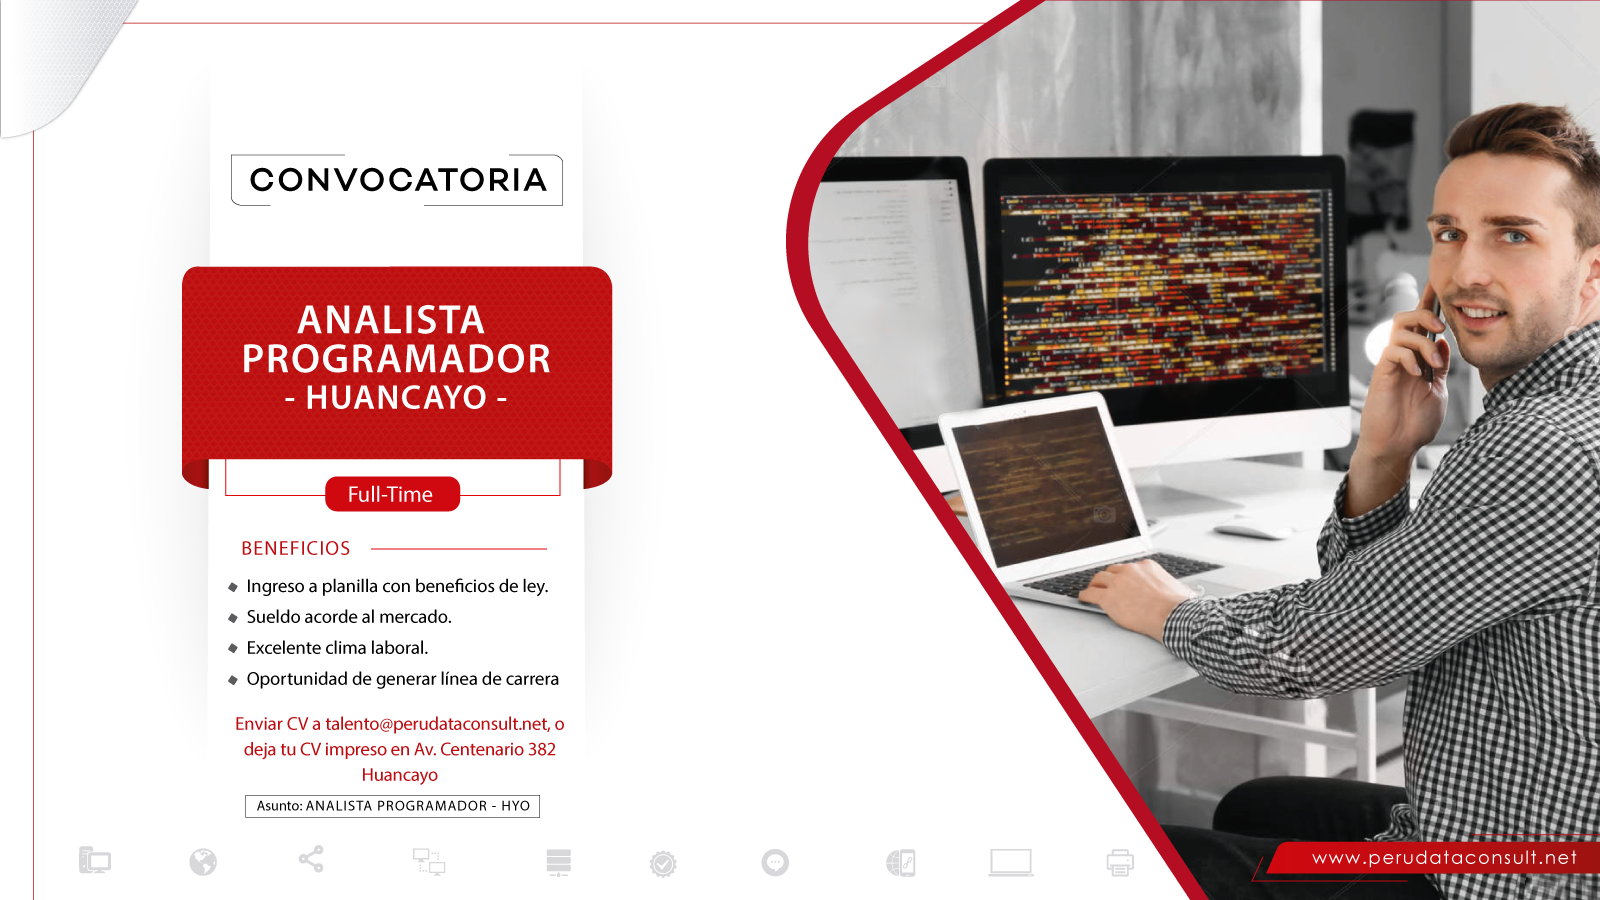 CONVOCATORIA
ANALISTA
PROGRAMADOR
- HUANCAYO -
Full-Time
BENEFICIOS
Ingreso a planilla con beneficios de ley.
Sueldo acorde al mercado.
Excelente clima laboral.
Oportunidad de generar línea de carrera
Enviar CV a talento@perudataconsult.net, o
deja tu CV impreso en Av. Centenario 382
Huancayo
Asunto: ANALISTA PROGRAMADOR - HYO
www.perudataconsult.net